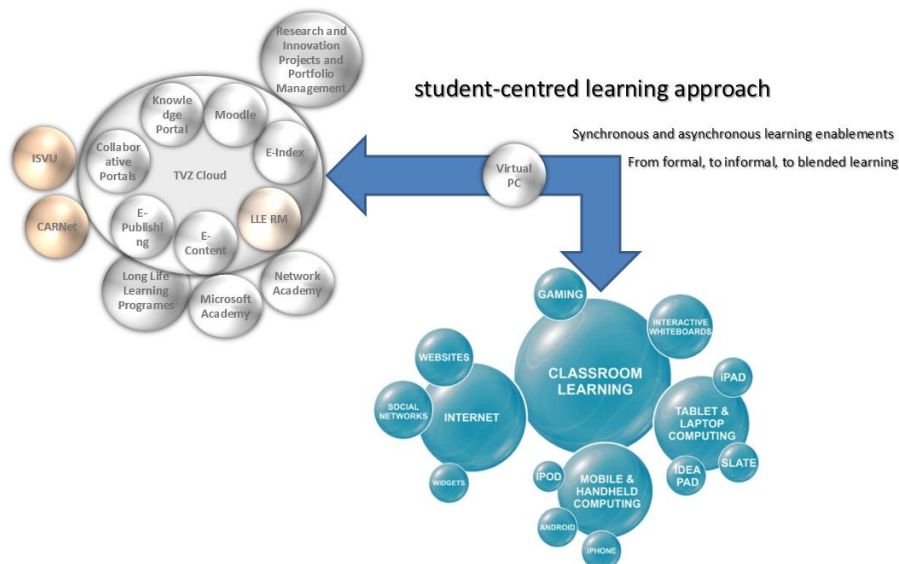 Research and
Innovation
Projects and
Portfolio
Management
student-centred learning approach
Knowle
dge
Portal
Moodle
Synchronous and asynchronous learning enablements
ISVU
Collabor
ative
Portals
E-Index
From formal, to informal, to blended learning
TVZ Cloud
Virtual
PC
CARNet
E-
Publishi
ng
E-
Content
LLE RM
Long Life
Learning
Programes
Microsoft
Academy
Network
Academy
GAMING
INTERACTIVE
WHITEBOARDS
WEBSITES
CLASSROOM
LEARNING
iPAD
SOCIAL
NETWORKS
INTERNET
TABLET &
LAPTOP
COMPUTING
WIDGETS
iPOD
MOBILE &
HANDHELD
COMPUTING
IDEA
PAD
SLATE
ANDROID
iPHONE